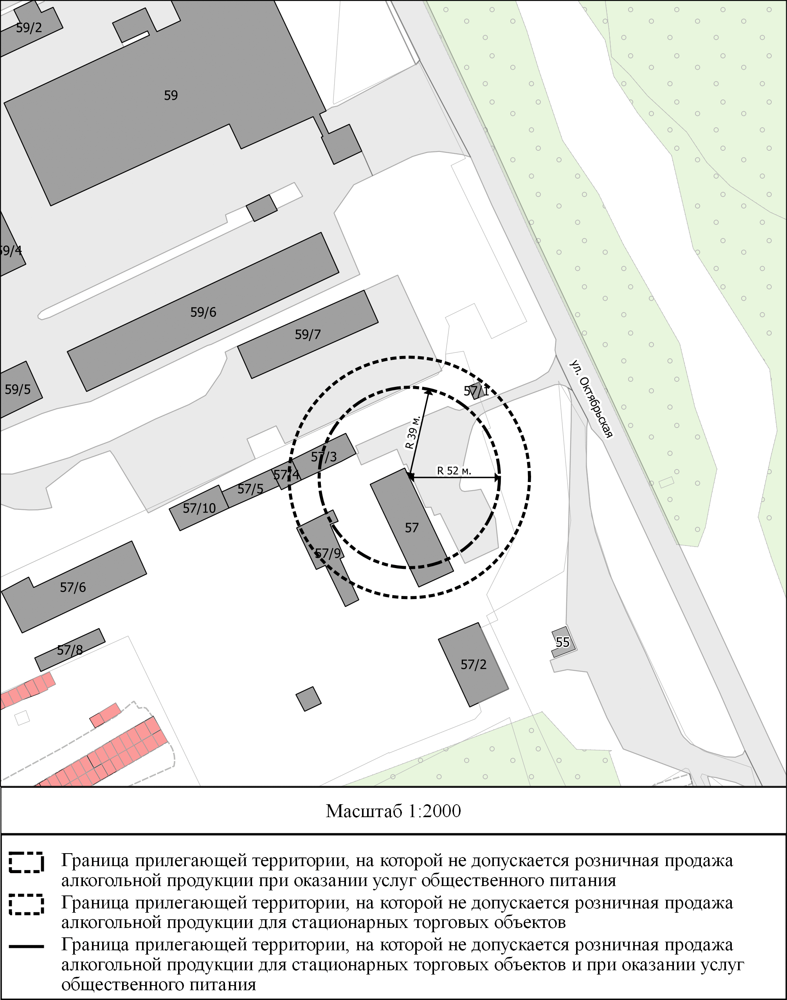 59/2
59
59/4
59/6
59/7
59/5
57/1
ул. Октябрьская
R 39 м.
57/3
R 52 м.
57/4
57/5
57/10
57
57/9
57/6
57/8
55
57/2
Масштаб 1:2000
Граница прилегающей территории, на которой не допускается розничная продажа
алкогольной продукции при оказании услуг общественного питания
Граница прилегающей территории, на которой не допускается розничная продажа
алкогольной продукции для стационарных торговых объектов
Граница прилегающей территории, на которой не допускается розничная продажа
алкогольной продукции для стационарных торговых объектов и при оказании услуг
общественного питания